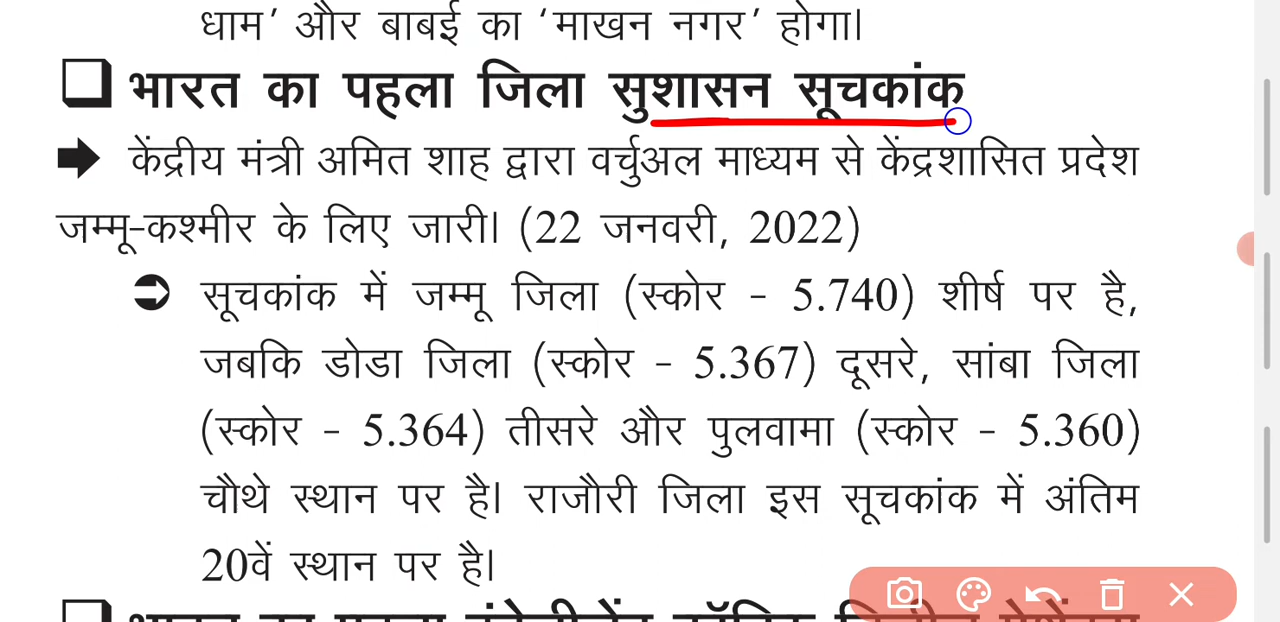 धाम’ और बाबई का ‘माखन नगर’ होगा।
भारत का पहला जिला सुशासन सूचकांक
केंद्रीय मंत्री अमित शाह द्वारा वर्चुअल माध्यम से केंद्रशासित प्रदेश
जम्मू-कश्मीर के लिए जारी। (22 जनवरी, 2022)
सूचकांक में जम्मू जिला (स्कोर - 5.740) शीर्ष पर है,
जबकि डोडा जिला (स्कोर - 5.367) दूसरे, सांबा जिला
(स्कोर - 5.364) तीसरे और पुलवामा (स्कोर - 5.360)
चौथे स्थान पर है। राजौरी जिला इस सूचकांक में अंतिम
20वें स्थान पर है।
भारत का पहला